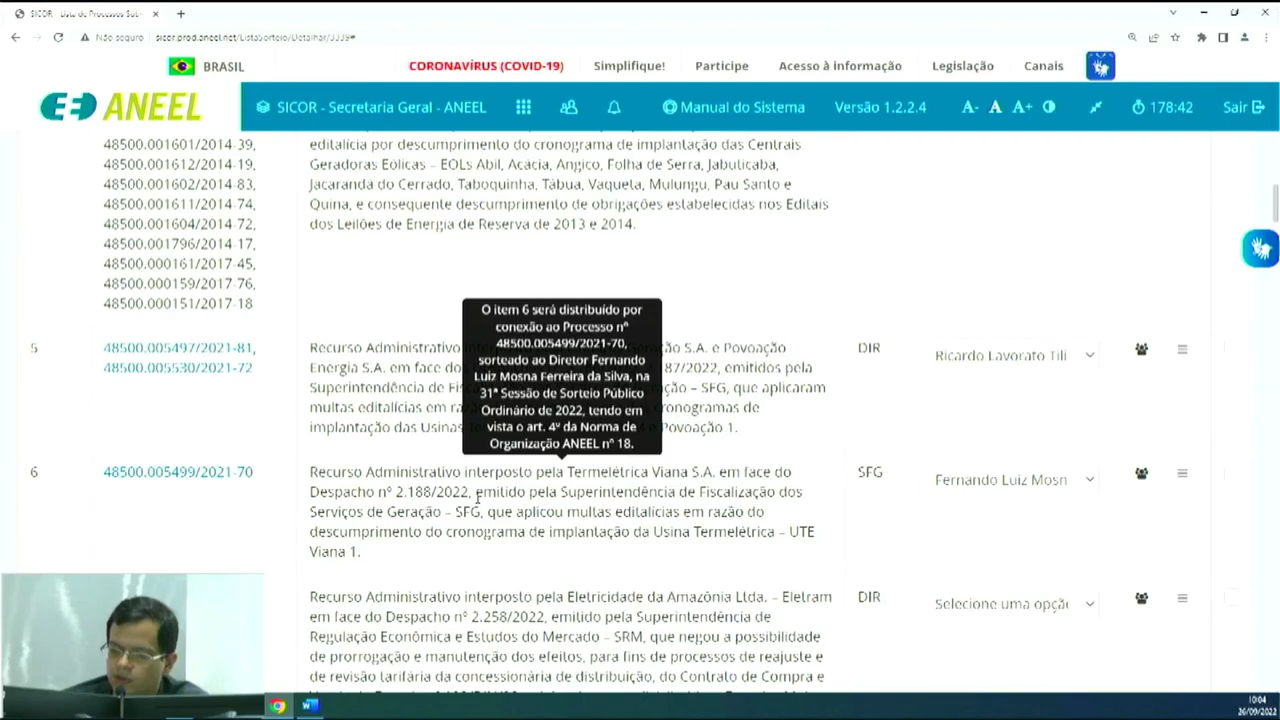 SICOR - Lista de Processos Sort
Não seguro
sicor.prod.aneel.net/ListaSorteio/Detalhar/3339#
BRASIL
CORONAVÍRUS (COVID-19)
Simplifique!
Participe
Acesso à informação
Legislação
Canais
ANEEL
SICOR - Secretaria Geral - ANEEL
Manual do Sistema
Versão 1.2.2.4
A-
A
A+
178:42
Sair
48500.001601/2014-39,
48500.001612/2014-19,
48500.001602/2014-83,
48500.001611/2014-74,
48500.001604/2014-72,
48500.001796/2014-17,
48500.000161/2017-45,
48500.000159/2017-76,
48500.000151/2017-18
editalícia por descumprimento do cronograma de implantação das Centrais
Geradoras Eólicas – EOLs Abil, Acácia, Angico, Folha de Serra, Jabuticaba,
Jacaranda do Cerrado, Taboquinha, Tábua, Vaqueta, Mulungu, Pau Santo e
Quina, e consequente descumprimento de obrigações estabelecidas nos Editais
dos Leilões de Energia de Reserva de 2013 e 2014.
O item 6 será distribuído por
conexão ao Processo nº
48500.005499/2021-70,
sorteado ao Diretor Fernando
Luiz Mosna Ferreira da Silva, na
31ª Sessão de Sorteio Público
Ordinário de 2022, tendo em
vista o art. 4º da Norma de
Organização ANEEL nº 18.
5
48500.005497/2021-81,
48500.005530/2021-72
Recurso Administrativo S.A. e Povoação
Energia S.A. em face dos 87/2022, emitidos pela
Superintendência de – SFG, que aplicaram
multas editalícias em cronogramas de
implantação das Usinas e Povoação 1.
DIR
Ricardo Lavorato Tili
6
48500.005499/2021-70
Recurso Administrativo interposto pela Termelétrica Viana S.A. em face do
Despacho nº 2.188/2022, emitido pela Superintendência de Fiscalização dos
Serviços de Geração – SFG, que aplicou multas editalícias em razão do
descumprimento do cronograma de implantação da Usina Termelétrica – UTE
Viana 1.
SFG
Fernando Luiz Mosn
Recurso Administrativo interposto pela Eletricidade da Amazônia Ltda. – Eletram
em face do Despacho nº 2.258/2022, emitido pela Superintendência de
Regulação Econômica e Estudos do Mercado – SRM, que negou a possibilidade
de prorrogação e manutenção dos efeitos, para fins de processos de reajuste e
de revisão tarifária da concessionária de distribuição, do Contrato de Compra e
DIR
Selecione uma opçã
10:04
26/09/2022